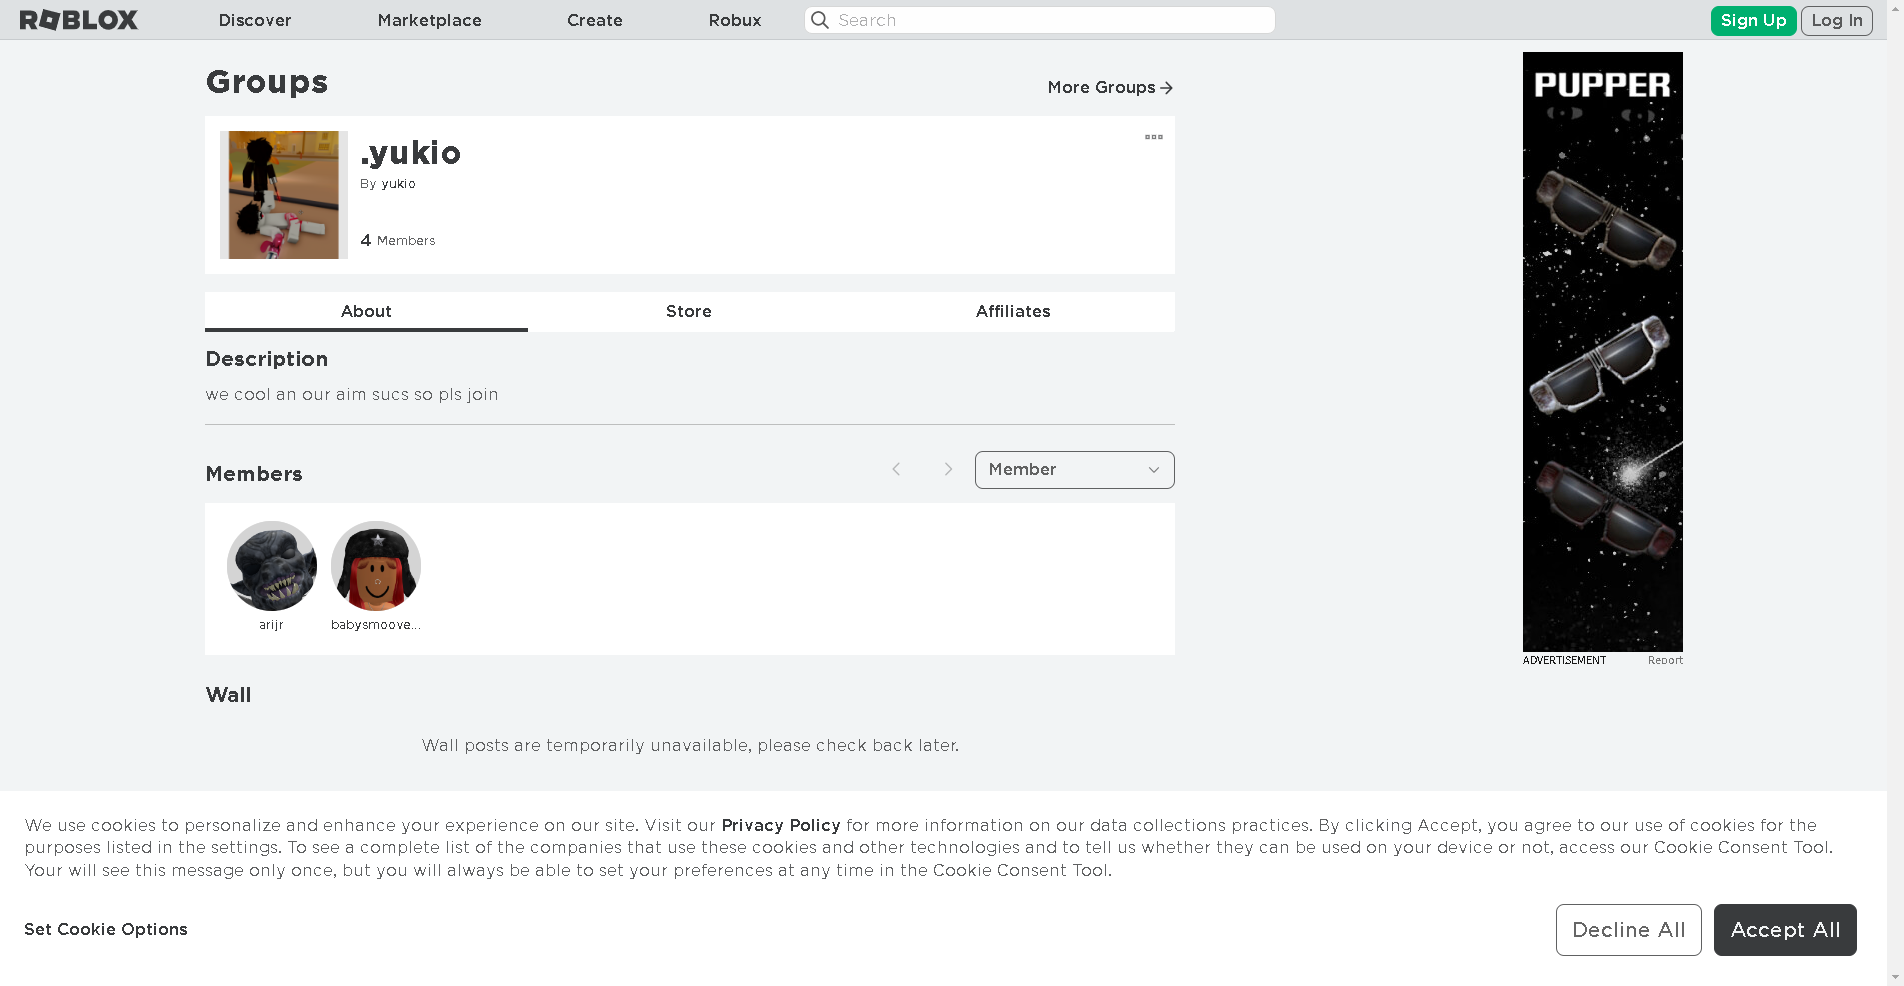 ROBLOX Discover Marketplace Create Robux Search Sign Up Log In
Groups
More Groups
.yukio
By yukio
4 Members
About Store Affiliates
Description
we cool an our aim sucs so pls join
Members
Member
arijr babysmoove...
Wall
Wall posts are temporarily unavailable, please check back later.
PUPPER
ADVERTISEMENT Report
We use cookies to personalize and enhance your experience on our site. Visit our Privacy Policy for more information on our data collections practices. By clicking Accept, you agree to our use of cookies for the
purposes listed in the settings. To see a complete list of the companies that use these cookies and other technologies and to tell us whether they can be used on your device or not, access our Cookie Consent Tool.
Your will see this message only once, but you will always be able to set your preferences at any time in the Cookie Consent Tool.
Set Cookie Options
Decline All Accept All